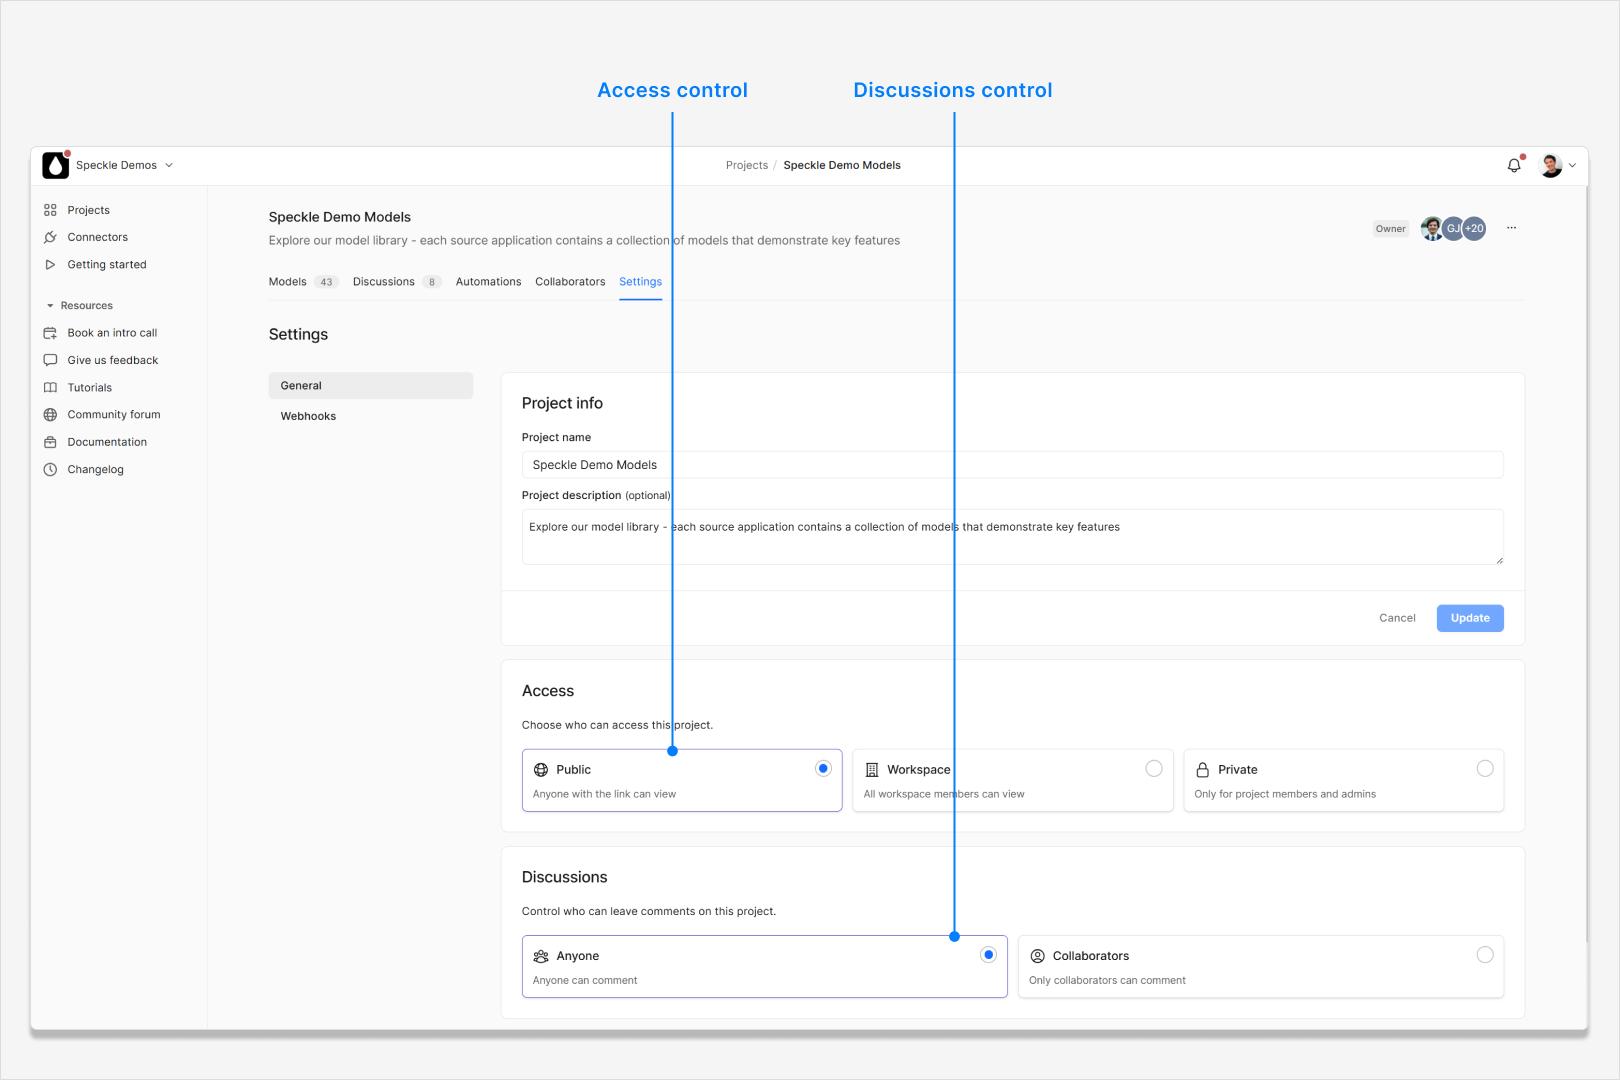 Access control
Discussions control
Speckle Demos
Projects / Speckle Demo Models
Projects
Connectors
Getting started
Resources
Book an intro call
Give us feedback
Tutorials
Community forum
Documentation
Changelog
Speckle Demo Models
Explore our model library - each source application contains a collection of models that demonstrate key features
Owner
GJ
+20
Models 43 Discussions 8 Automations Collaborators Settings
Settings
General
Webhooks
Project info
Project name
Speckle Demo Models
Project description (optional)
Explore our model library - each source application contains a collection of models that demonstrate key features
Cancel
Update
Access
Choose who can access this project.
Public
Anyone with the link can view
Workspace
All workspace members can view
Private
Only for project members and admins
Discussions
Control who can leave comments on this project.
Anyone
Anyone can comment
Collaborators
Only collaborators can comment